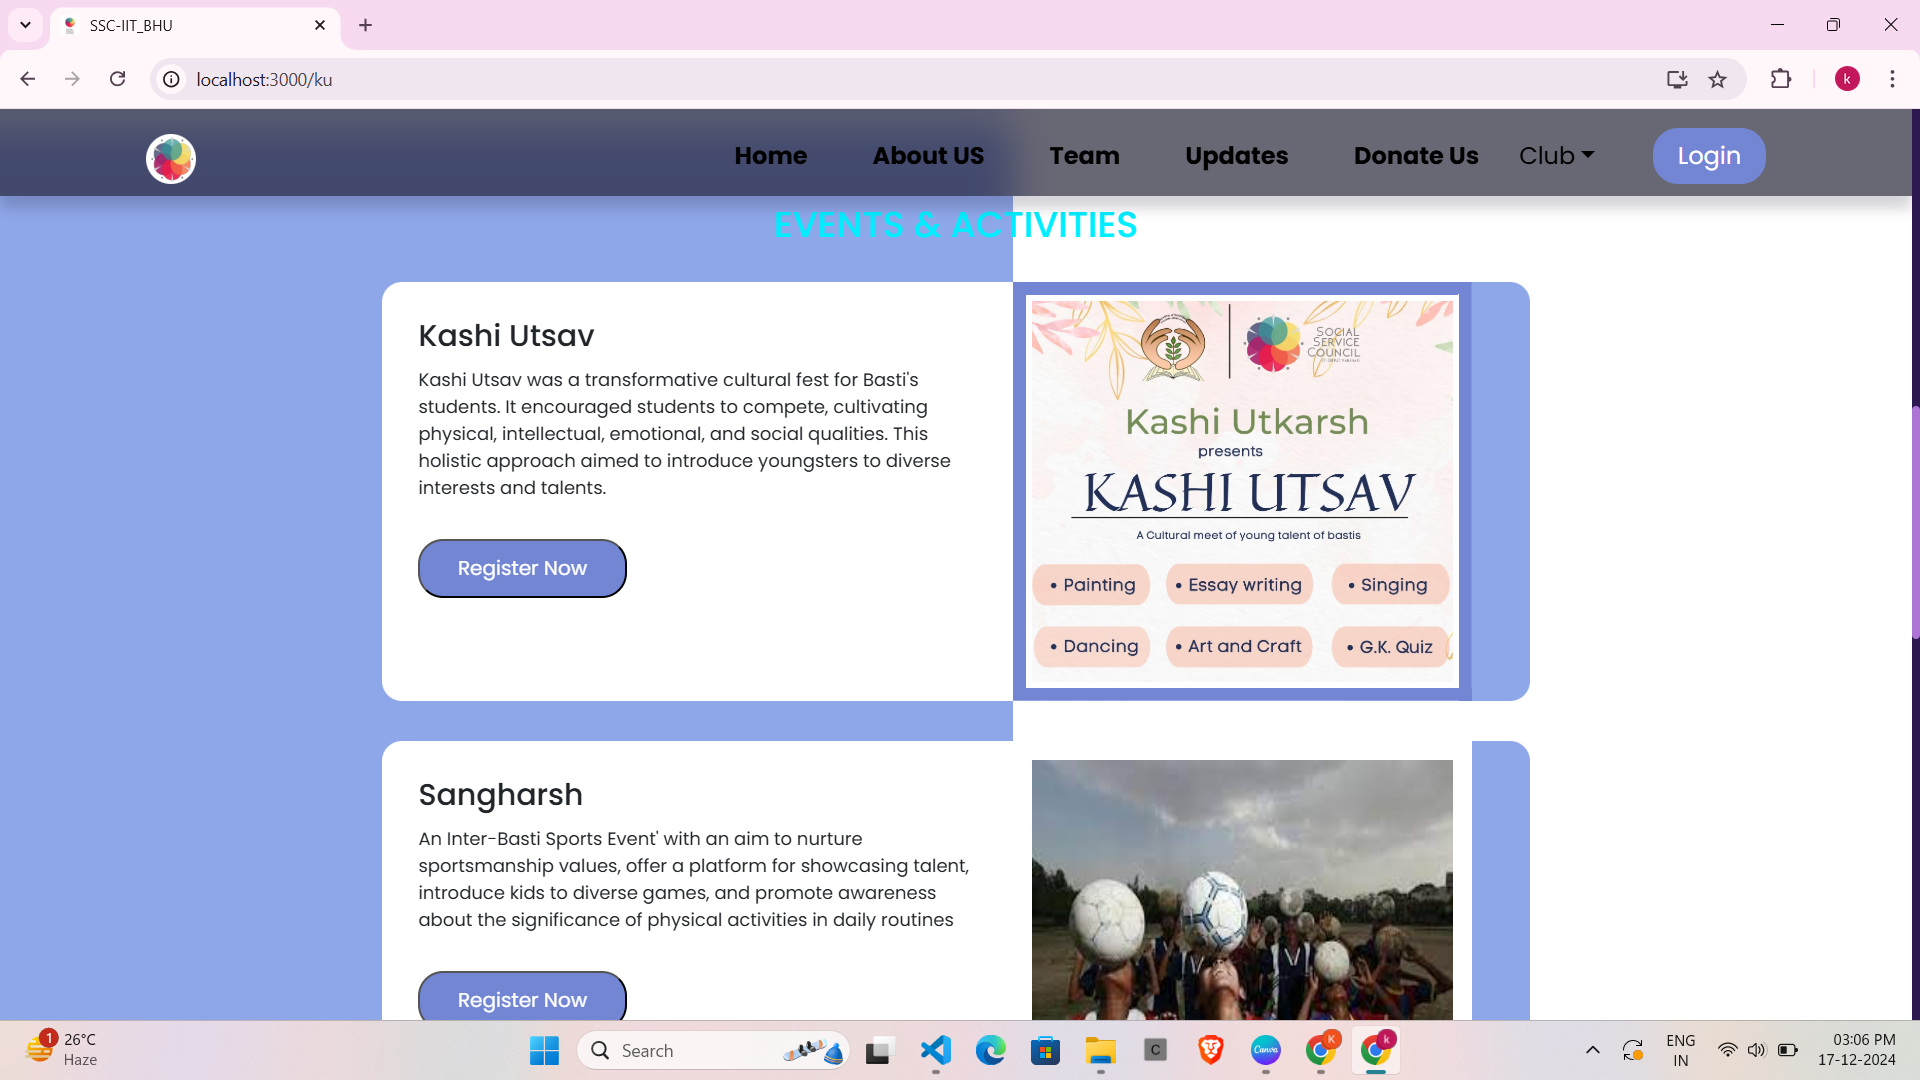 SSC-IIT_BHU
localhost:3000/ku
k
Home
About US
Team
Updates
Donate Us
Club
Login
EVENTS & ACTIVITIES
Kashi Utsav
Kashi Utsav was a transformative cultural fest for Basti's
students. It encouraged students to compete, cultivating
physical, intellectual, emotional, and social qualities. This
holistic approach aimed to introduce youngsters to diverse
interests and talents.
Register Now
SOCIAL
SERVICE
COUNCIL
Kashi Utkarsh
presents
KASHI UTSAV
A Cultural meet of young talent of bastis
• Painting
• Essay writing
• Singing
• Dancing
• Art and Craft
• G.K. Quiz
Sangharsh
An Inter-Basti Sports Event' with an aim to nurture
sportsmanship values, offer a platform for showcasing talent,
introduce kids to diverse games, and promote awareness
about the significance of physical activities in daily routines
Register Now
1
26°C
Haze
Search
C
Canva
K
k
ENG
IN
03:06 PM
17-12-2024